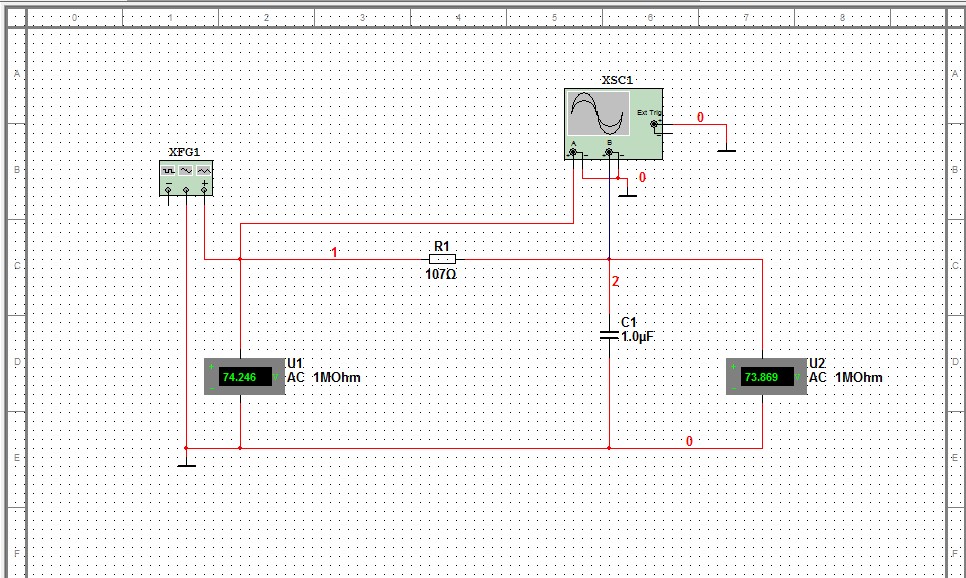 0 1 2 3 4 5 6 7 8
A A
XSC1
Ext Trig
+
-
0
A B
+ - + -
B B
XFG1
- +
0
C C
1
R1
107Ω
2
C1
1.0µF
D D
+
-
74.246 V
U1
AC 1MOhm
+
-
73.869 V
U2
AC 1MOhm
E E
0
F F